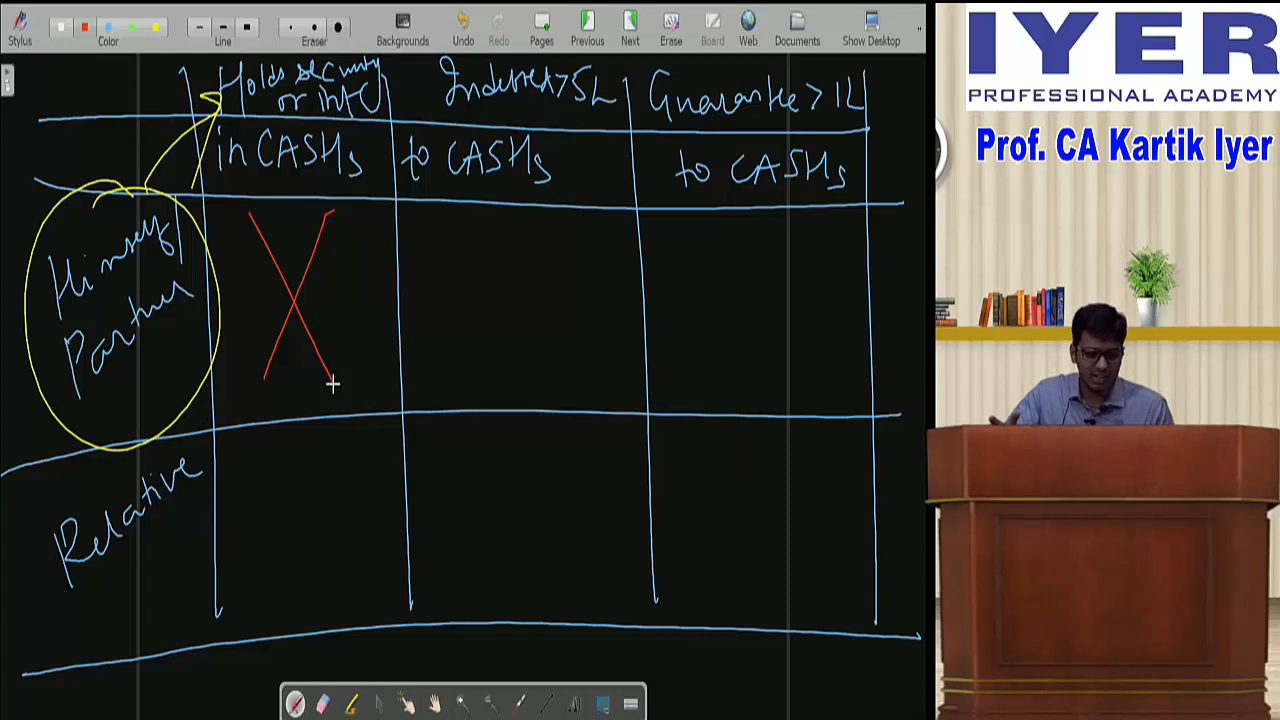 Stylus
Color
Line
Eraser
Backgrounds
Undo
Redo
Pages
Previous
Next
Erase
Board
Web
Documents
Show Desktop
IYER
PROFESSIONAL ACADEMY
Prof. CA Kartik Iyer
Holds security
or int
in CASHs
Indebted >5L
to CASHs
Guarantee > 1L
to CASHs
Himself
Partner
Relative